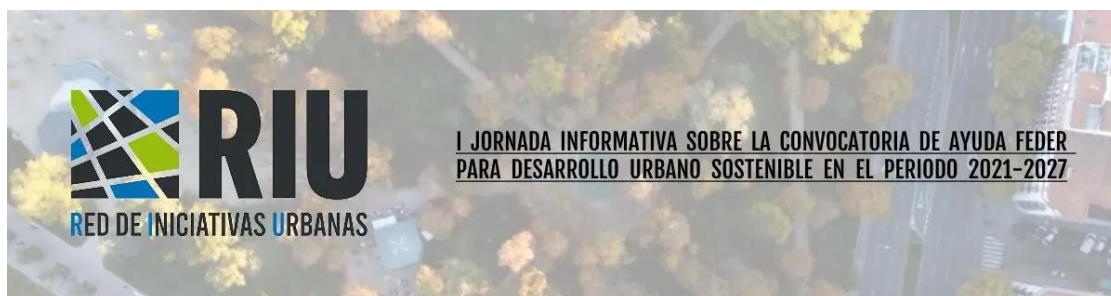 RIU
RED DE INICIATIVAS URBANAS
I JORNADA INFORMATIVA SOBRE LA CONVOCATORIA DE AYUDA FEDER
PARA DESARROLLO URBANO SOSTENIBLE EN EL PERIODO 2021-2027